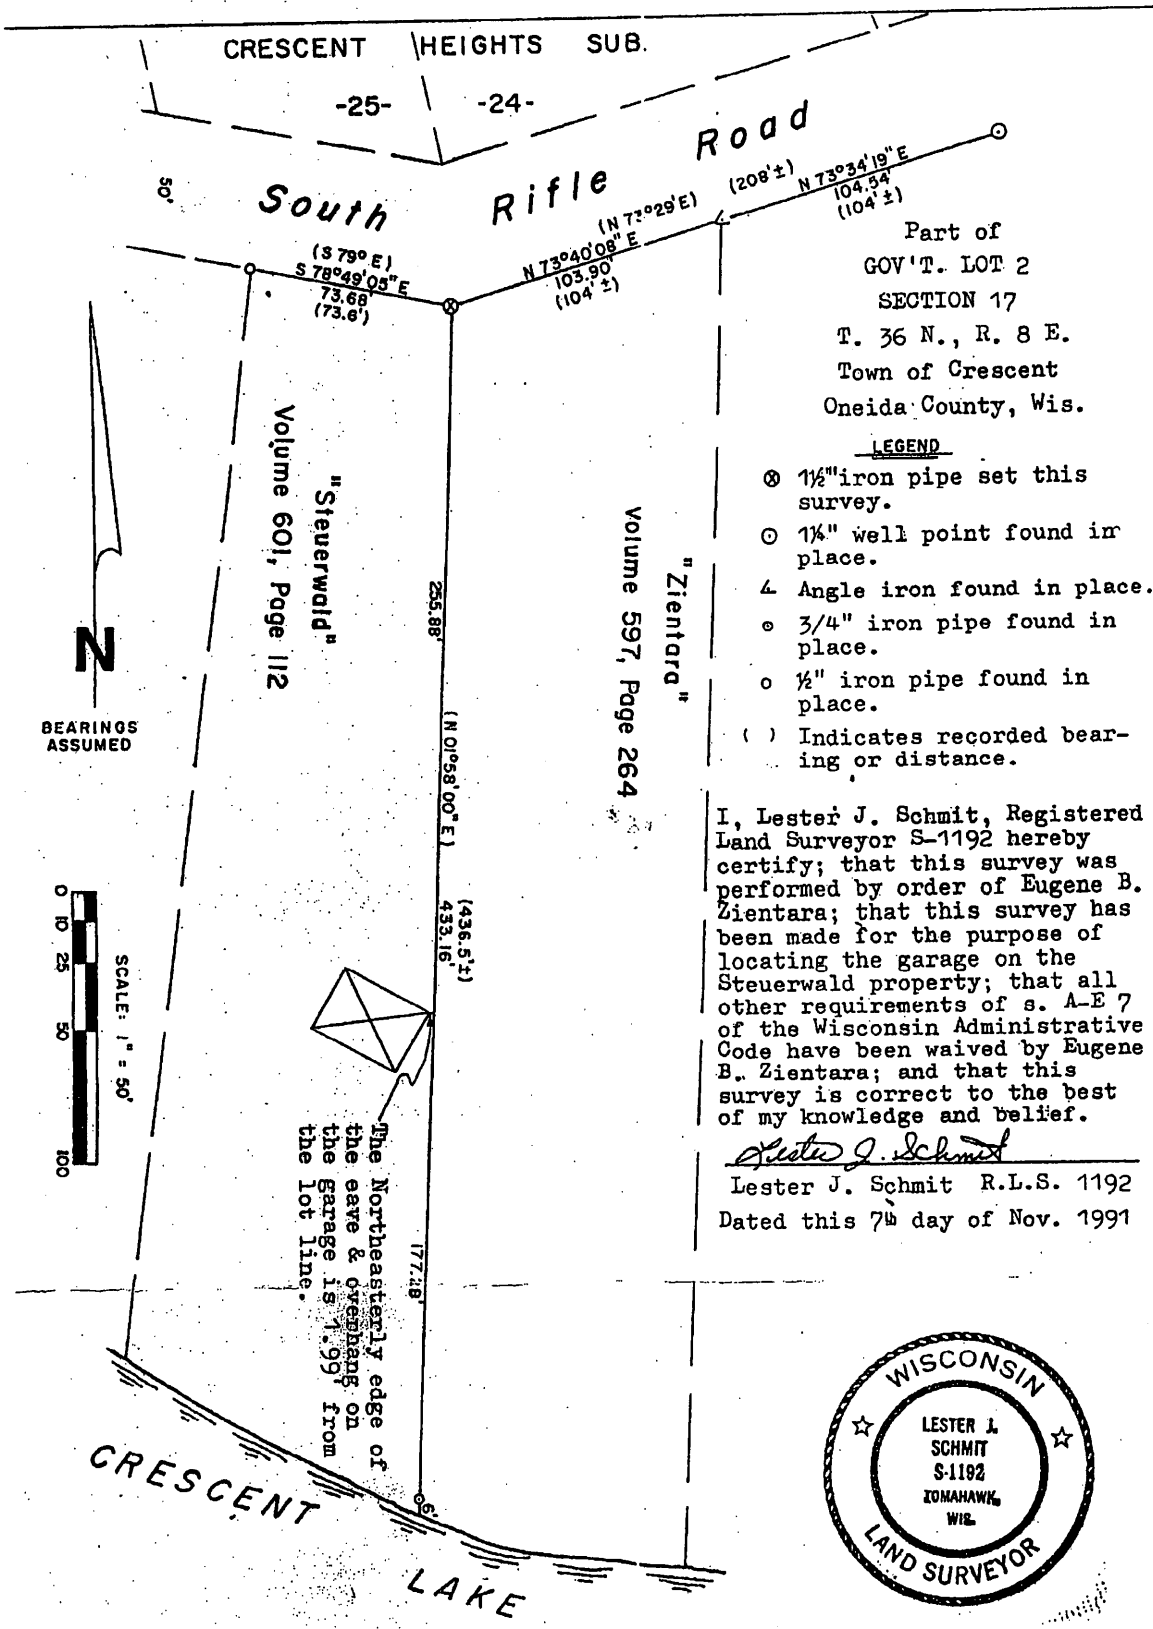 CRESCENT HEIGHTS SUB.
-25- -24-
South Rifle Road
50'
(S 79° E)
S 78°49'05" E
73.68'
(73.6')
(N 73°29'E)
N 73°40'08" E
103.90'
(104' ±)
(208' ±)
N 73°34'19" E
104.54'
(104' ±)
Part of
GOV'T. LOT 2
SECTION 17
T. 36 N., R. 8 E.
Town of Crescent
Oneida County, Wis.
LEGEND
1½" iron pipe set this
survey.
1¼" well point found in
place.
Angle iron found in place.
3/4" iron pipe found in
place.
½" iron pipe found in
place.
( ) Indicates recorded bear-
ing or distance.
"Steuerwald"
Volume 601, Page 112
"Zientara"
Volume 597, Page 264
255.88'
(N 01°58'00" E)
(436.5'±)
433.16'
177.28'
6'
N
BEARINGS
ASSUMED
0 10 25 50 100
SCALE: 1" = 50'
The Northeasterly edge of
the eave & overhang on
the garage is 1.99' from
the lot line.
I, Lester J. Schmit, Registered
Land Surveyor S-1192 hereby
certify; that this survey was
performed by order of Eugene B.
Zientara; that this survey has
been made for the purpose of
locating the garage on the
Steuerwald property; that all
other requirements of s. A-E 7
of the Wisconsin Administrative
Code have been waived by Eugene
B. Zientara; and that this
survey is correct to the best
of my knowledge and belief.
Lester J. Schmit
Lester J. Schmit R.L.S. 1192
Dated this 7th day of Nov. 1991
CRESCENT LAKE
WISCONSIN
LESTER J.
SCHMIT
S-1192
TOMAHAWK,
WIS.
LAND SURVEYOR